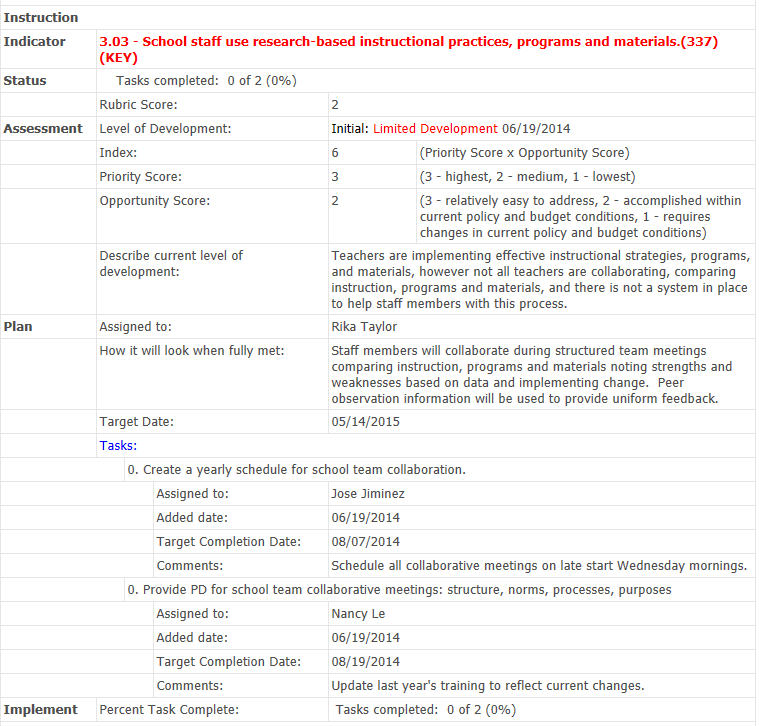 Instruction
Indicator 3.03 - School staff use research-based instructional practices, programs and materials.(337)
(KEY)
Status Tasks completed: 0 of 2 (0%)
Rubric Score: 2
Assessment Level of Development: Initial: Limited Development 06/19/2014
Index: 6 (Priority Score x Opportunity Score)
Priority Score: 3 (3 - highest, 2 - medium, 1 - lowest)
Opportunity Score: 2 (3 - relatively easy to address, 2 - accomplished within
current policy and budget conditions, 1 - requires
changes in current policy and budget conditions)
Describe current level of
development:
Teachers are implementing effective instructional strategies, programs,
and materials, however not all teachers are collaborating, comparing
instruction, programs and materials, and there is not a system in place
to help staff members with this process.
Plan Assigned to: Rika Taylor
How it will look when fully met: Staff members will collaborate during structured team meetings
comparing instruction, programs and materials noting strengths and
weaknesses based on data and implementing change. Peer
observation information will be used to provide uniform feedback.
Target Date: 05/14/2015
Tasks:
0. Create a yearly schedule for school team collaboration.
Assigned to: Jose Jiminez
Added date: 06/19/2014
Target Completion Date: 08/07/2014
Comments: Schedule all collaborative meetings on late start Wednesday mornings.
0. Provide PD for school team collaborative meetings: structure, norms, processes, purposes
Assigned to: Nancy Le
Added date: 06/19/2014
Target Completion Date: 08/19/2014
Comments: Update last year's training to reflect current changes.
Implement Percent Task Complete: Tasks completed: 0 of 2 (0%)